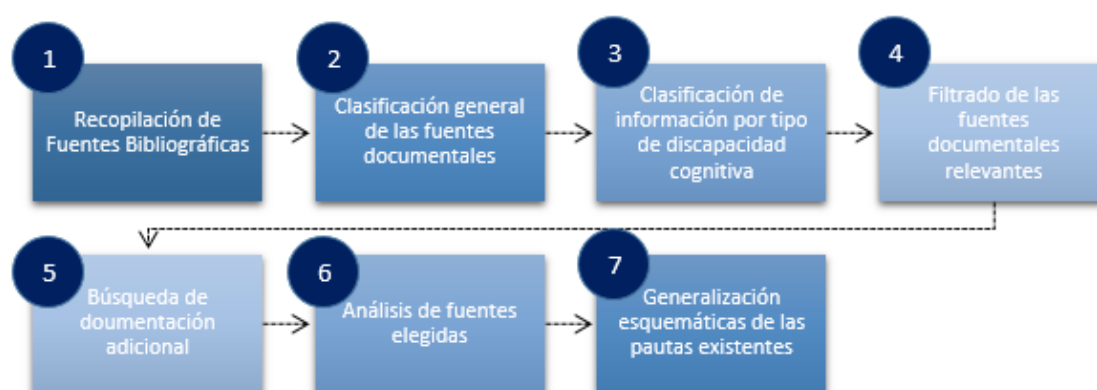 1
Recopilación de
Fuentes Bibliográficas
2
Clasificación general
de las fuentes
documentales
3
Clasificación de
información por tipo
de discapacidad
cognitiva
4
Filtrado de las
fuentes
documentales
relevantes
5
Búsqueda de
doumentación
adicional
6
Análisis de fuentes
elegidas
7
Generalización
esquemáticas de las
pautas existentes